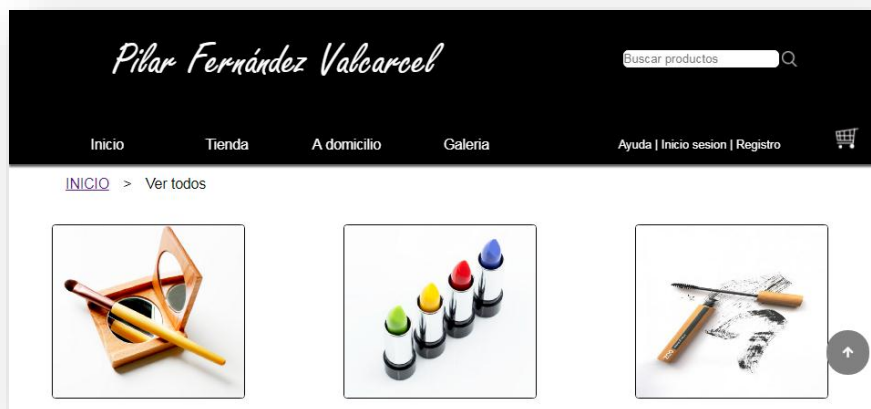 Pilar Fernández Valcarcel
Buscar productos
Inicio Tienda A domicilio Galeria Ayuda | Inicio sesion | Registro
INICIO > Ver todos